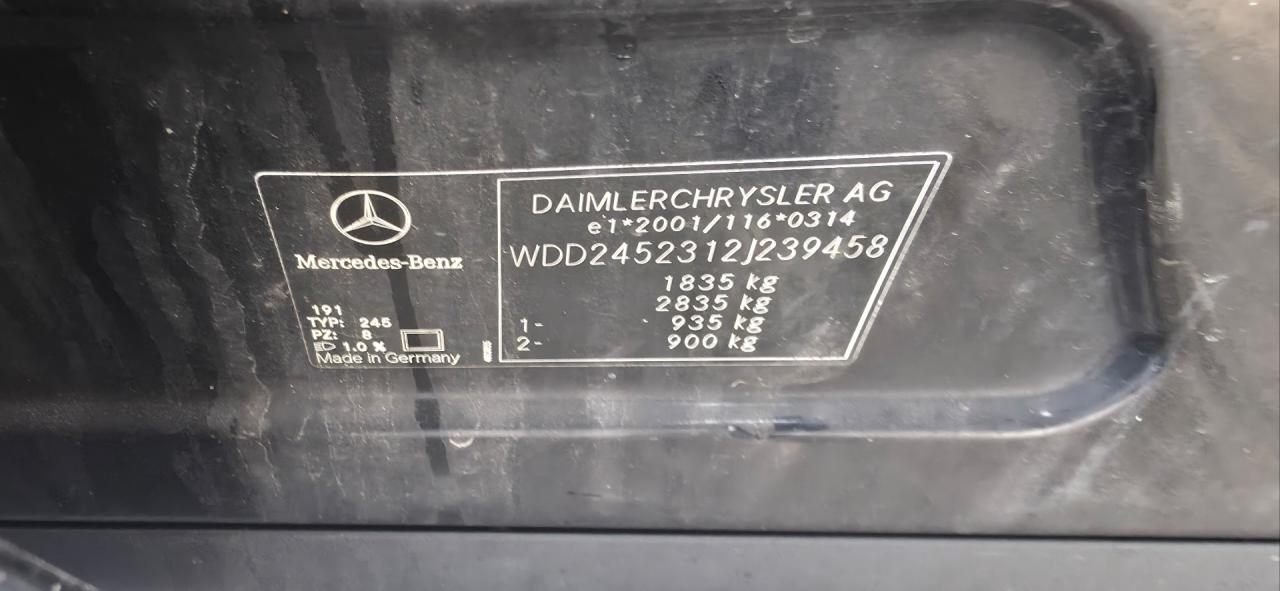 Mercedes-Benz
191
TYP: 245
PZ: 8
1.0 %
Made in Germany
DAIMLERCHRYSLER AG
e1*2001/116*0314
WDD2452312J239458
1835 kg
2835 kg
1- 935 kg
2- 900 kg